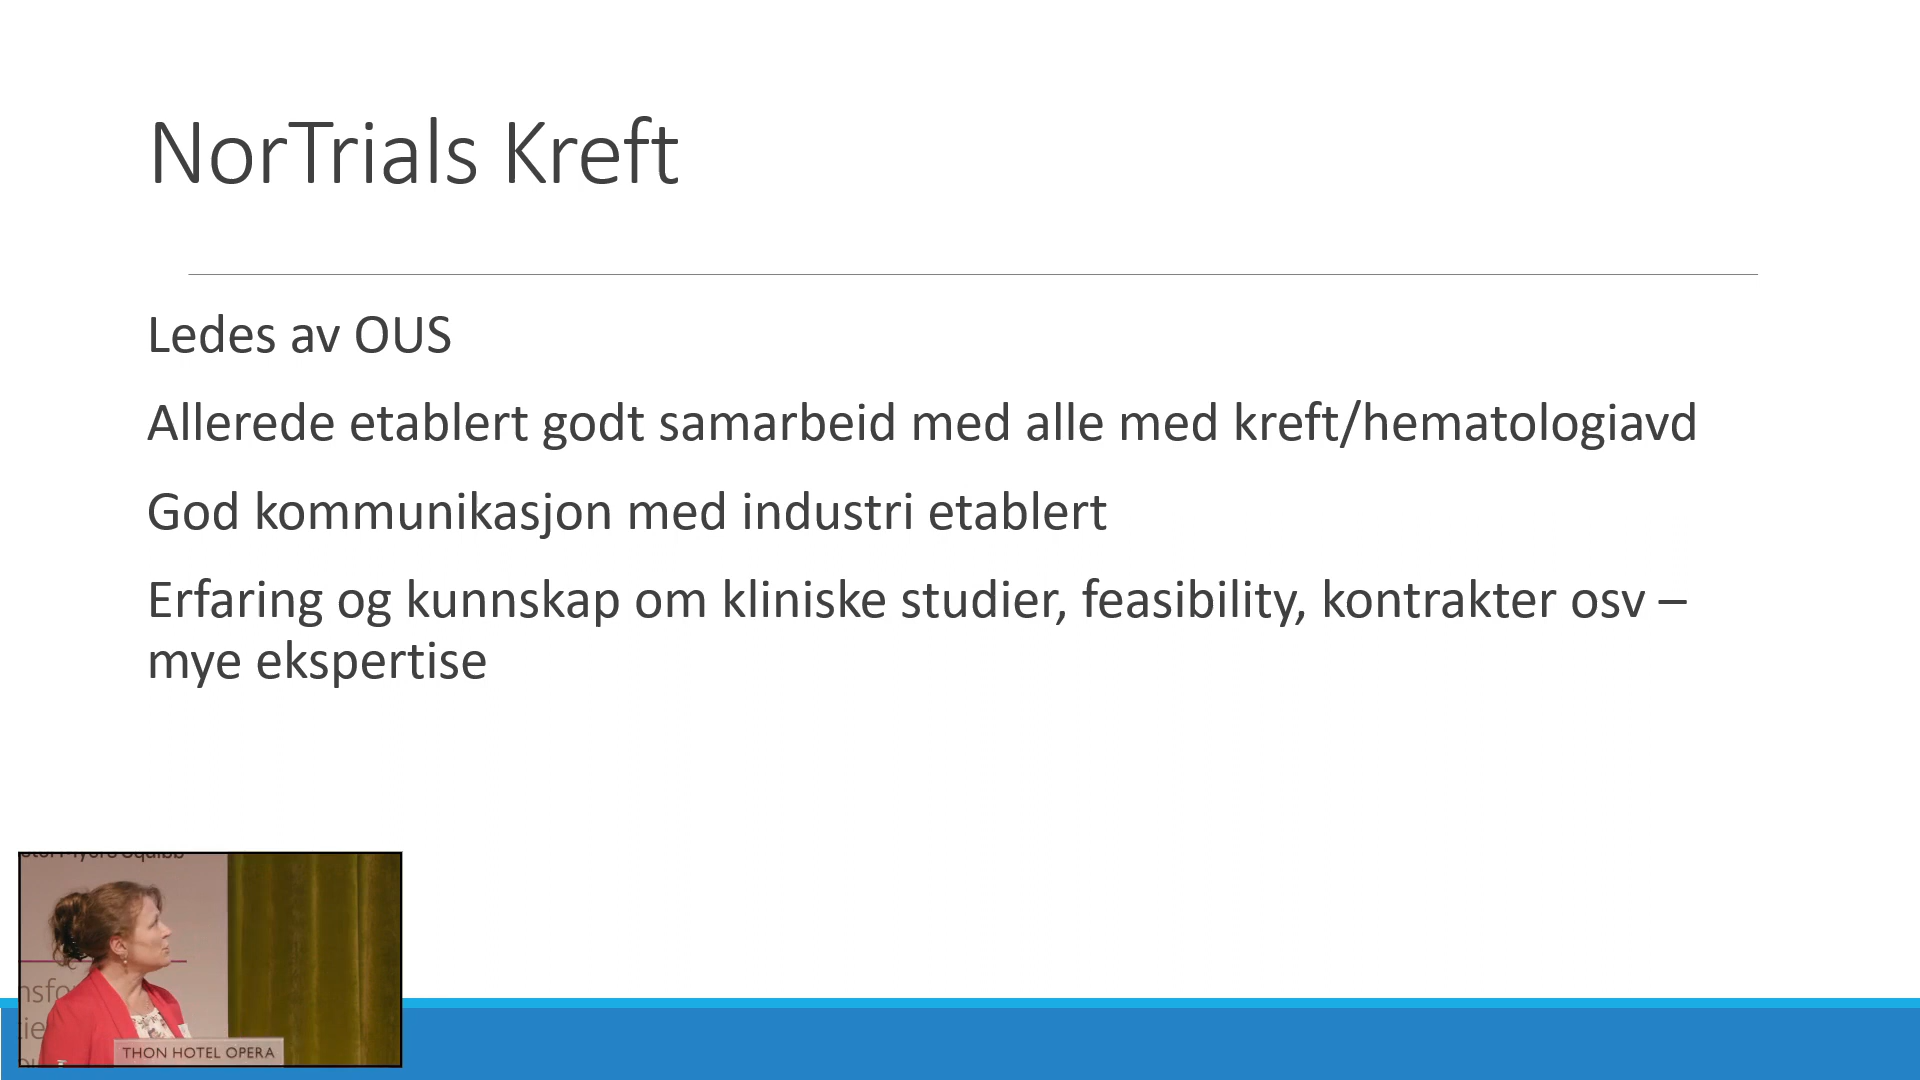 NorTrials Kreft
Ledes av OUS
Allerede etablert godt samarbeid med alle med kreft/hematologiavd
God kommunikasjon med industri etablert
Erfaring og kunnskap om kliniske studier, feasibility, kontrakter osv –
mye ekspertise
THON HOTEL OPERA